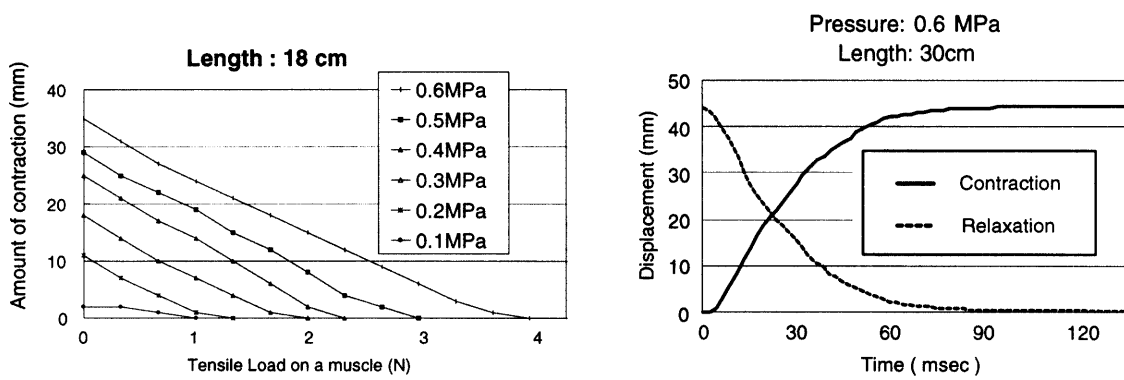 Length : 18 cm
Amount of contraction (mm)
40
30
20
10
0
0 1 2 3 4
Tensile Load on a muscle (N)
0.6MPa
0.5MPa
0.4MPa
0.3MPa
0.2MPa
0.1MPa
Pressure: 0.6 MPa
Length: 30cm
Displacement (mm)
50
40
30
20
10
0
0 30 60 90 120
Time ( msec )
Contraction
Relaxation